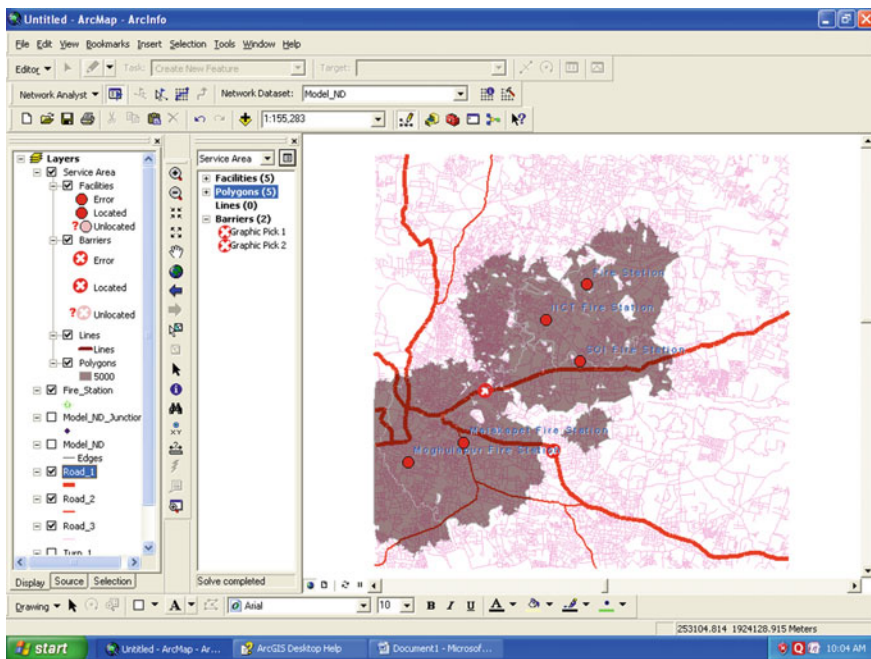 Untitled - ArcMap - ArcInfo
File Edit View Bookmarks Insert Selection Tools Window Help
Editor Task: Create New Feature Target:
Network Analyst Network Dataset: Model_ND
1:155,283
Layers
Service Area
Facilities
Error
Located
Unlocated
Barriers
Error
Located
Unlocated
Lines
Lines
Polygons
5000
Fire_Station
Model_ND_Junction
Model_ND
Edges
Road_1
Road_2
Road_3
Turn_1
Display Source Selection
Service Area
Facilities (5)
Polygons (5)
Lines (0)
Barriers (2)
Graphic Pick 1
Graphic Pick 2
Solve completed
Fire Station
Fire Station
Fire Station
Malakapet Fire Station
Moghulapur Fire Station
Drawing A Arial 10 B I U A
253104.814 1924128.915 Meters
start Untitled - ArcMap - Ar... ArcGIS Desktop Help Document1 - Microsof... 10:04 AM